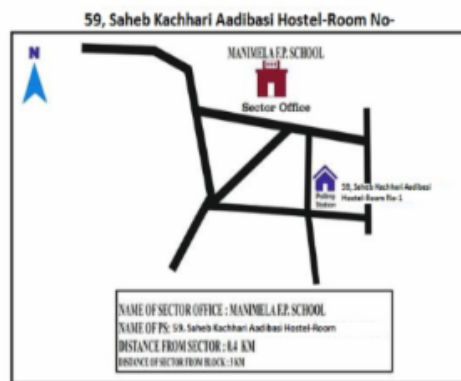 59, Saheb Kachhari Aadibasi Hostel-Room No-
N
MANIMELA F.P. SCHOOL
Sector Office
59, Saheb Kachhari Aadibasi
Hostel-Room No-1
Polling
Station
NAME OF SECTOR OFFICE : MANIMELA F.P. SCHOOL
NAME OF PS: 59. Saheb Kachhari Aadibasi Hostel-Room
DISTANCE FROM SECTOR : 0.4 KM
DISTANCE OF SECTOR FROM BLOCK : 3 KM